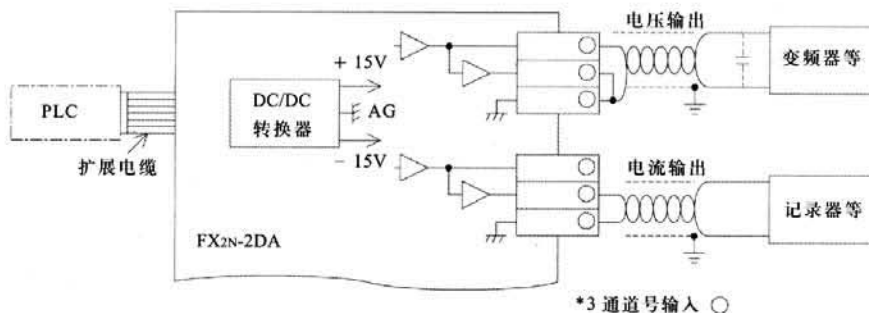 电压输出
变频器等
+ 15V
DC/DC
转换器
AG
PLC
扩展电缆
− 15V
电流输出
记录器等
FX2N-2DA
*3 通道号输入 ○